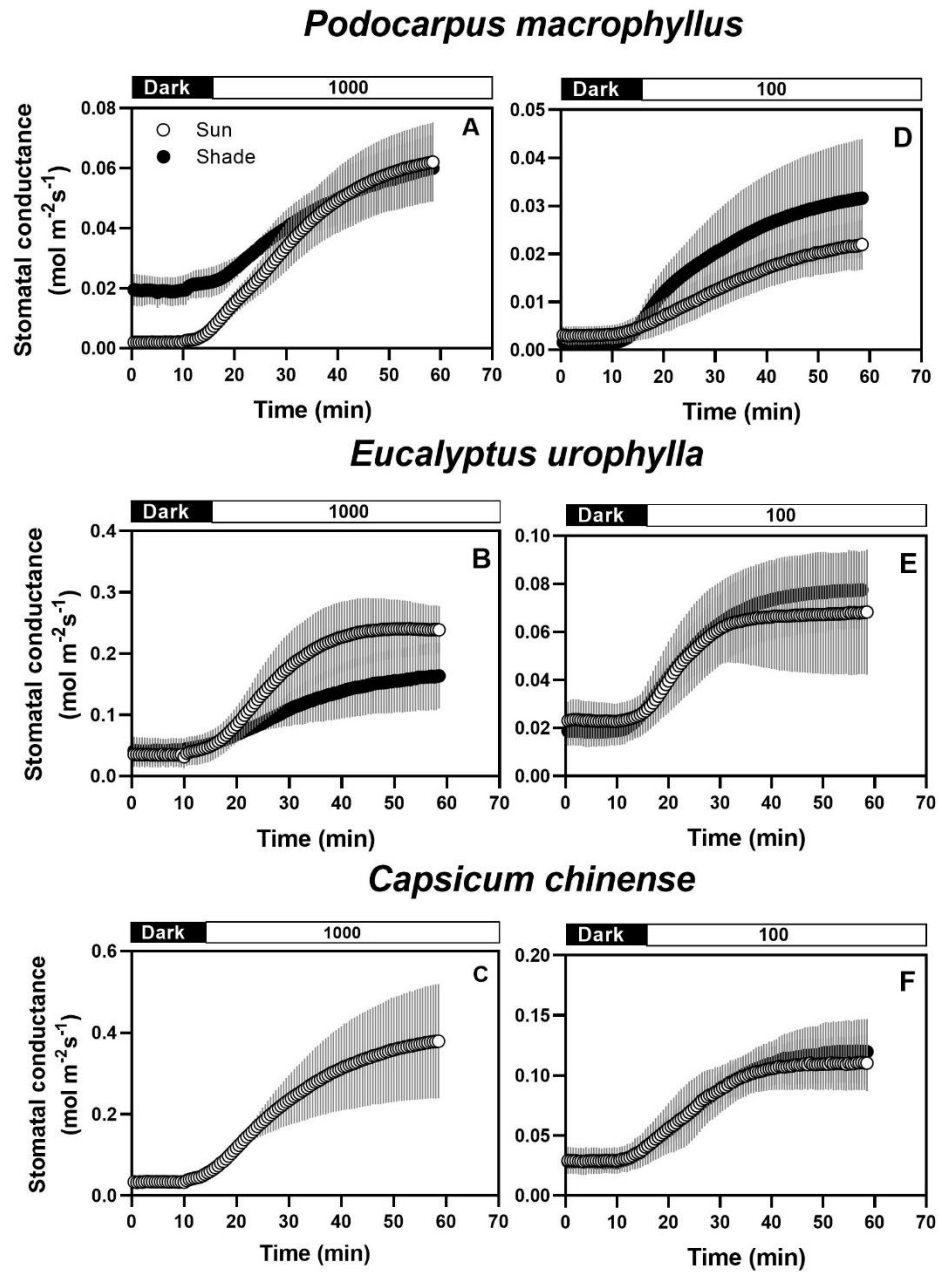 Podocarpus macrophyllus
Dark 1000
0.08
0.06
0.04
0.02
0.00
Stomatal conductance
(mol m-2s-1)
Sun
Shade
A
0 10 20 30 40 50 60 70
Time (min)
Dark 100
0.05
0.04
0.03
0.02
0.01
0.00
D
0 10 20 30 40 50 60 70
Time (min)
Eucalyptus urophylla
Dark 1000
0.4
0.3
0.2
0.1
0.0
Stomatal conductance
(mol m-2s-1)
B
0 10 20 30 40 50 60 70
Time (min)
Dark 100
0.10
0.08
0.06
0.04
0.02
0.00
E
0 10 20 30 40 50 60 70
Time (min)
Capsicum chinense
Dark 1000
0.6
0.4
0.2
0.0
Stomatal conductance
(mol m-2s-1)
C
0 10 20 30 40 50 60 70
Time (min)
Dark 100
0.20
0.15
0.10
0.05
0.00
F
0 10 20 30 40 50 60 70
Time (min)